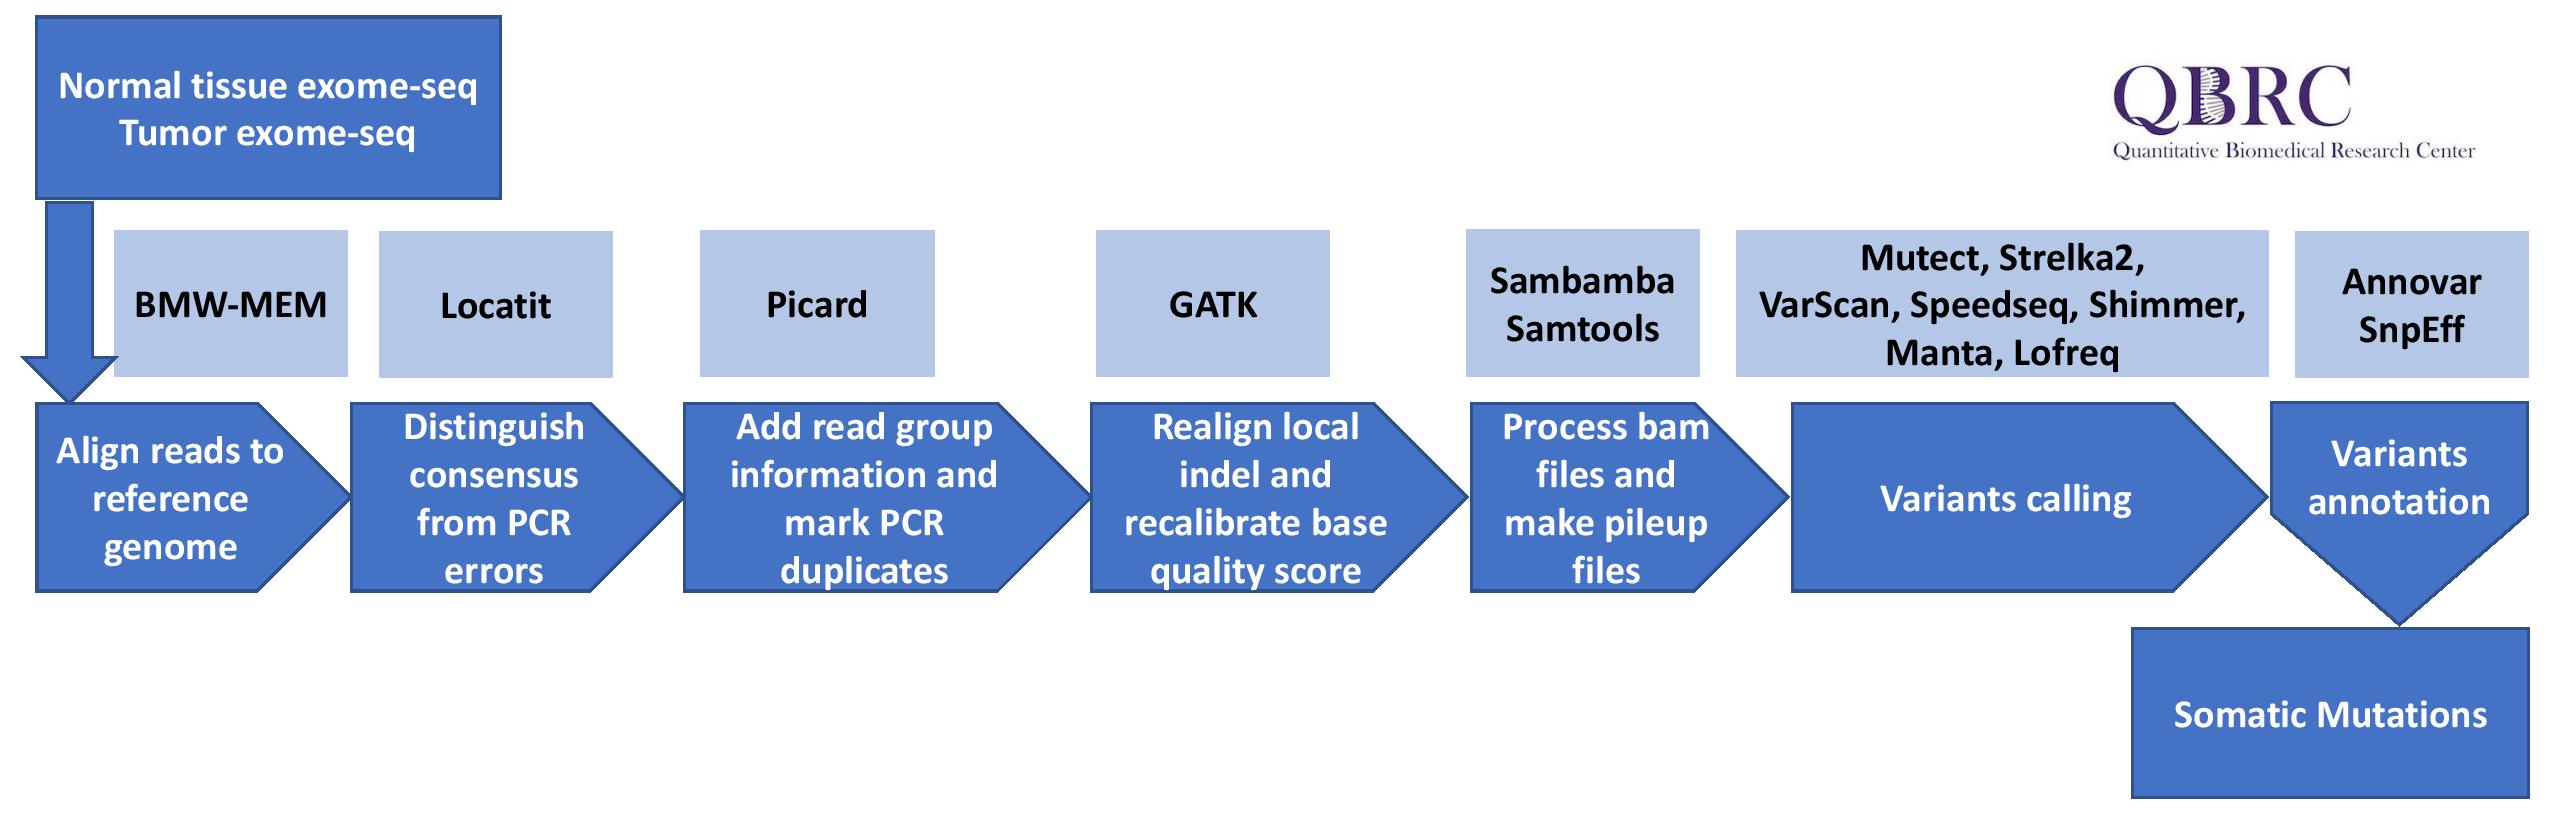 Normal tissue exome-seq
Tumor exome-seq
QBRC
Quantitative Biomedical Research Center
BMW-MEM
Locatit
Picard
GATK
Sambamba
Samtools
Mutect, Strelka2,
VarScan, Speedseq, Shimmer,
Manta, Lofreq
Annovar
SnpEff
Align reads to
reference
genome
Distinguish
consensus
from PCR
errors
Add read group
information and
mark PCR
duplicates
Realign local
indel and
recalibrate base
quality score
Process bam
files and
make pileup
files
Variants calling
Variants
annotation
Somatic Mutations